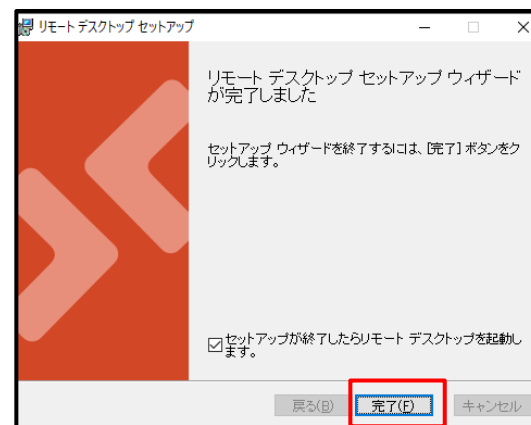 リモート デスクトップ セットアップ
リモート デスクトップ セットアップ ウィザード
が完了しました
セットアップ ウィザードを終了するには、[完了] ボタンをク
リックします。
セットアップが終了したらリモート デスクトップを起動し
ます。
戻る(B) 完了(F) キャンセル